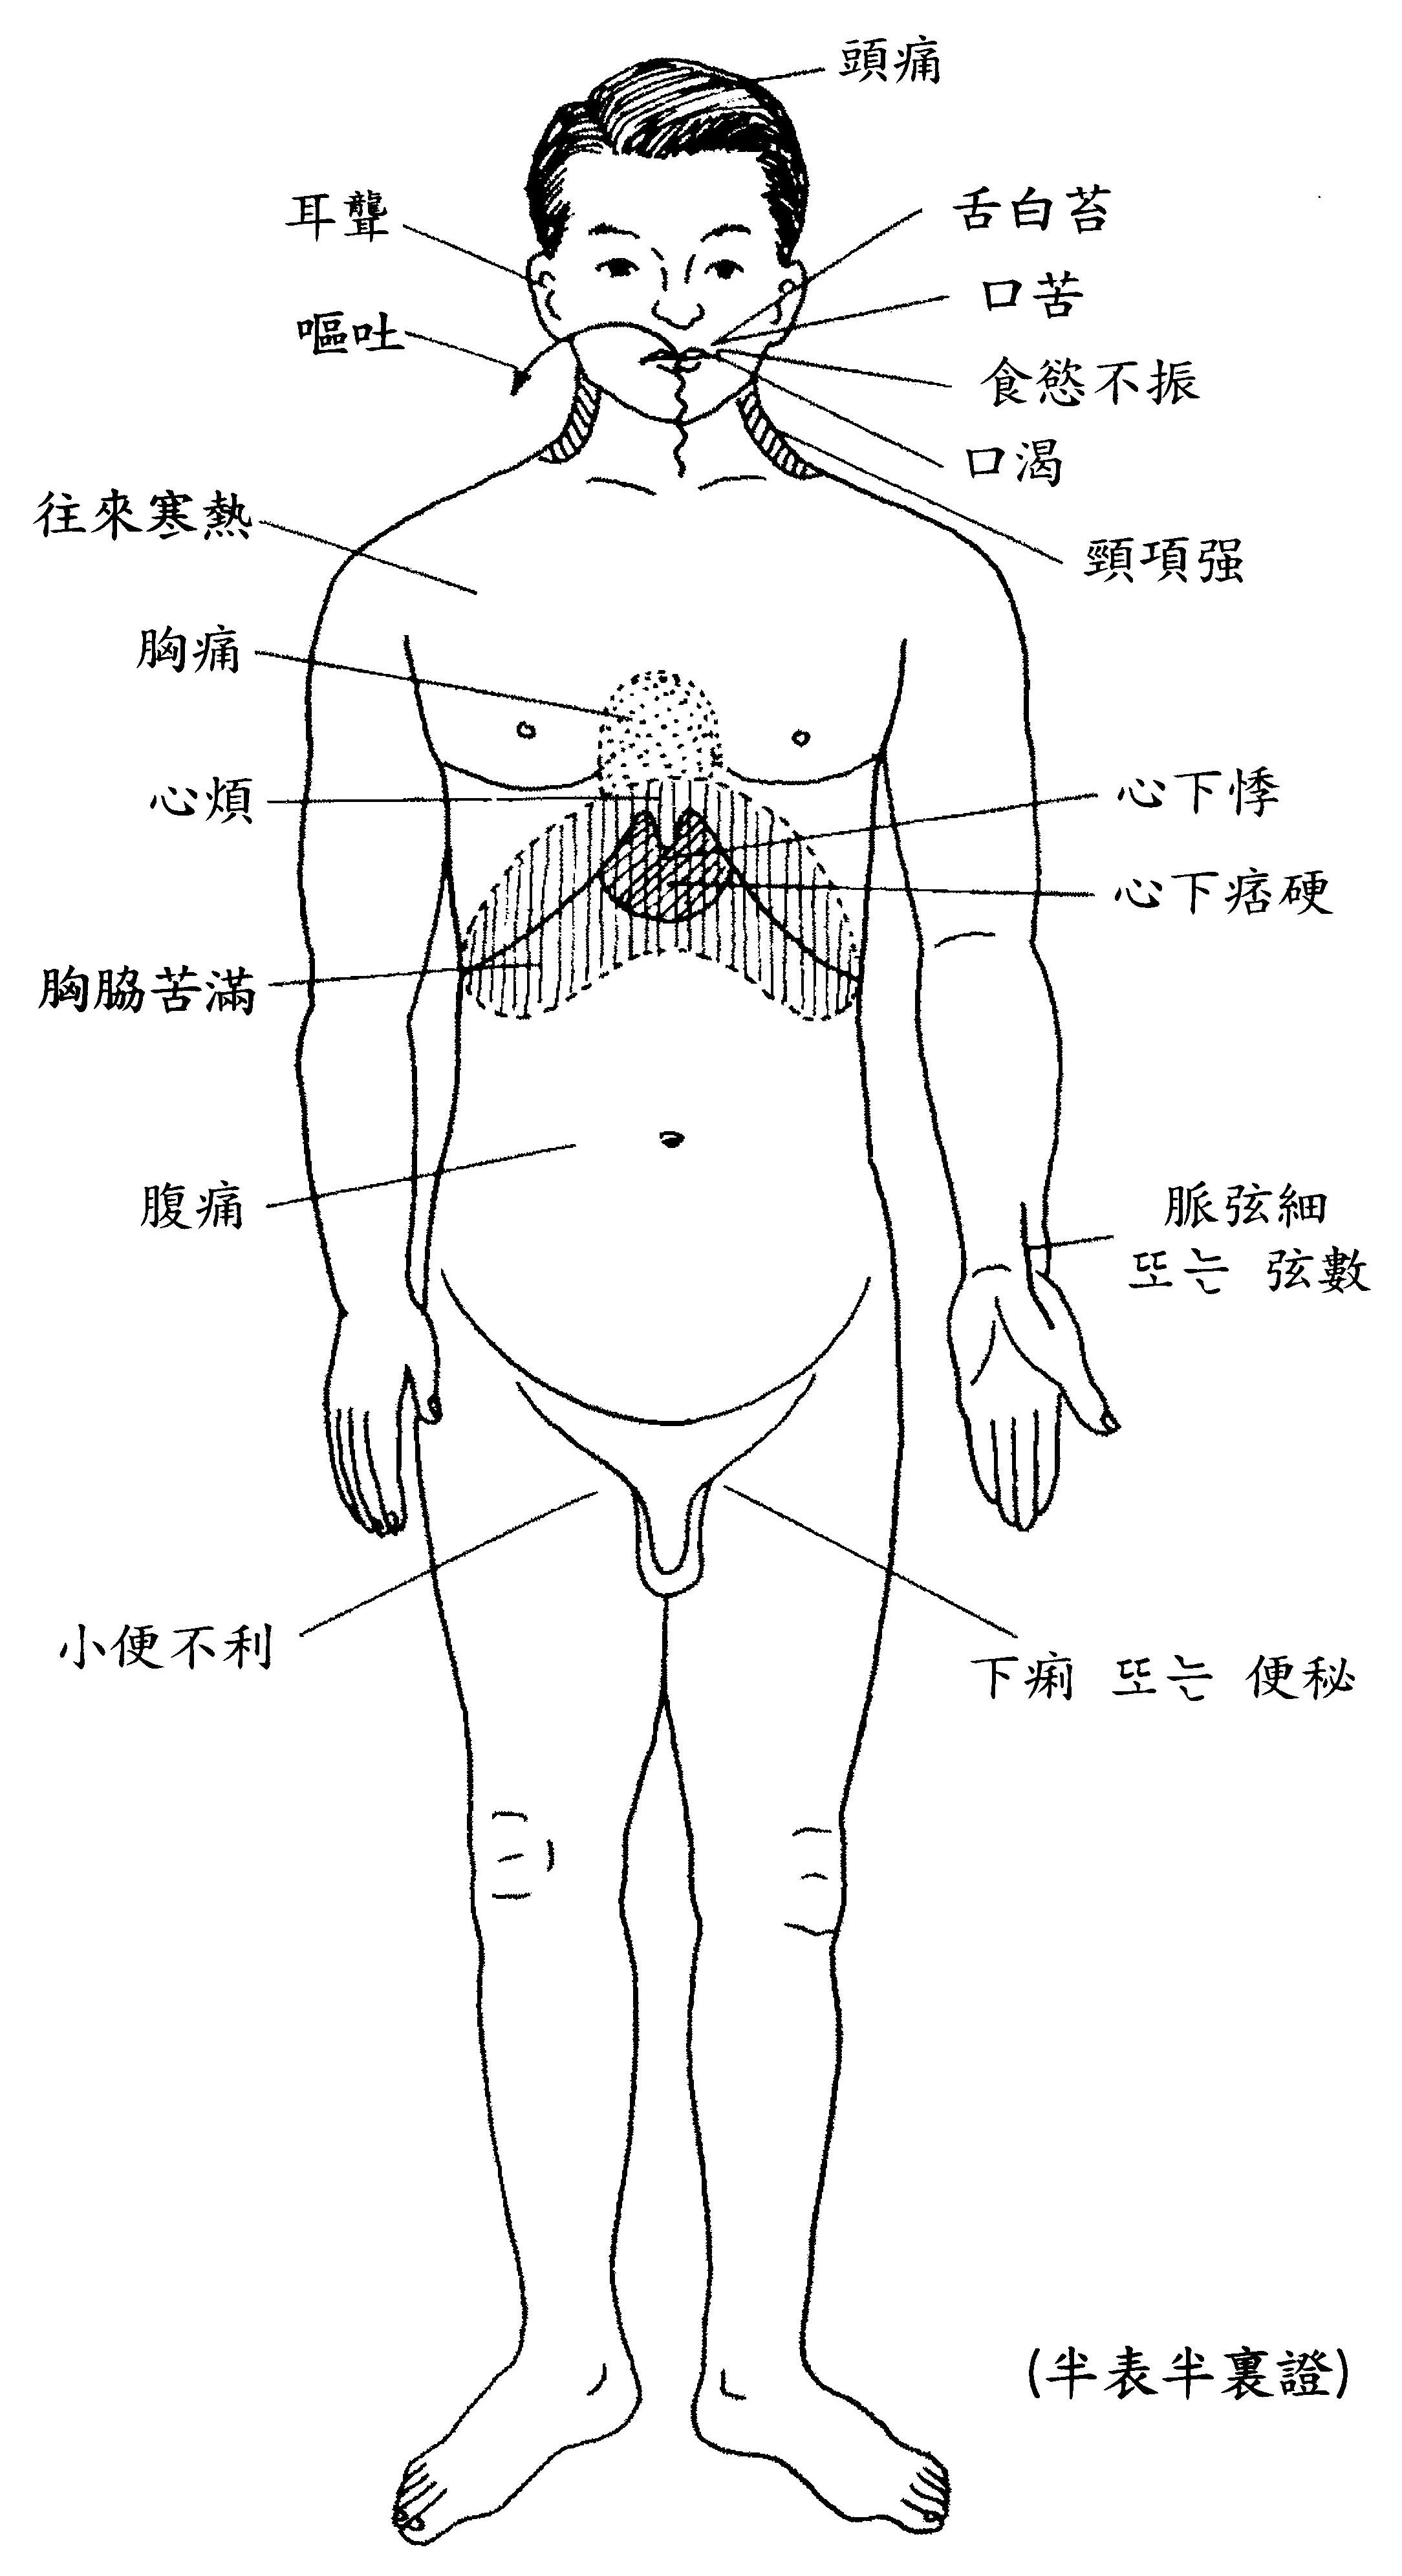 頭痛
耳聾
舌白苔
口苦
嘔吐
食慾不振
口渴
往來寒熱
頸項强
胸痛
心煩
心下悸
心下痞硬
胸脇苦滿
腹痛
脈弦細
또는 弦數
小便不利
下痢 또는 便秘
(半表半裏證)